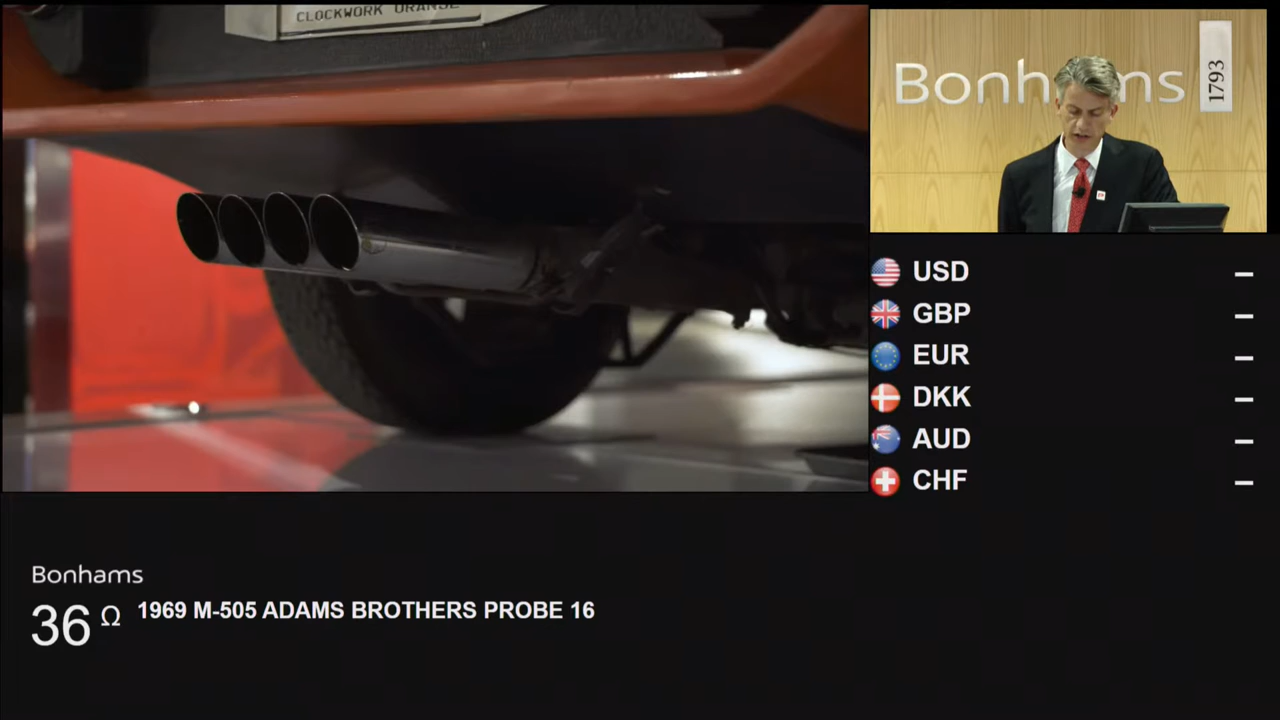 CLOCKWORK ORANGE
Bonhams
1793
USD –
GBP –
EUR –
DKK –
AUD –
CHF –
Bonhams
36 Ω 1969 M-505 ADAMS BROTHERS PROBE 16